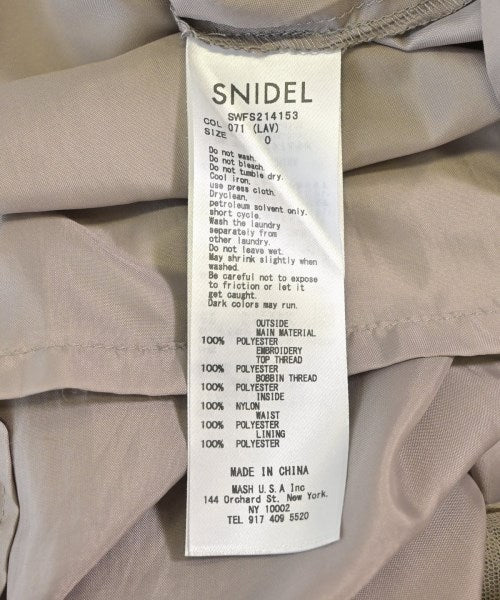 SNIDEL
SWFS214153
COL 071 (LAV)
SIZE 0
Do not wash.
Do not bleach.
Do not tumble dry.
Cool iron,
use press cloth.
Dryclean,
petroleum solvent only.
short cycle.
Wash the laundry
separately from
other laundry.
Do not leave wet.
May shrink slightly when
washed.
Be careful not to expose
to friction or let it
get caught.
Dark colors may run.
OUTSIDE
MAIN MATERIAL
100% POLYESTER
EMBROIDERY
TOP THREAD
100% POLYESTER
BOBBIN THREAD
100% POLYESTER
INSIDE
100% NYLON
WAIST
100% POLYESTER
LINING
100% POLYESTER
MADE IN CHINA
MASH U.S.A Inc
144 Orchard St. New York.
NY 10002
TEL 917 409 5520